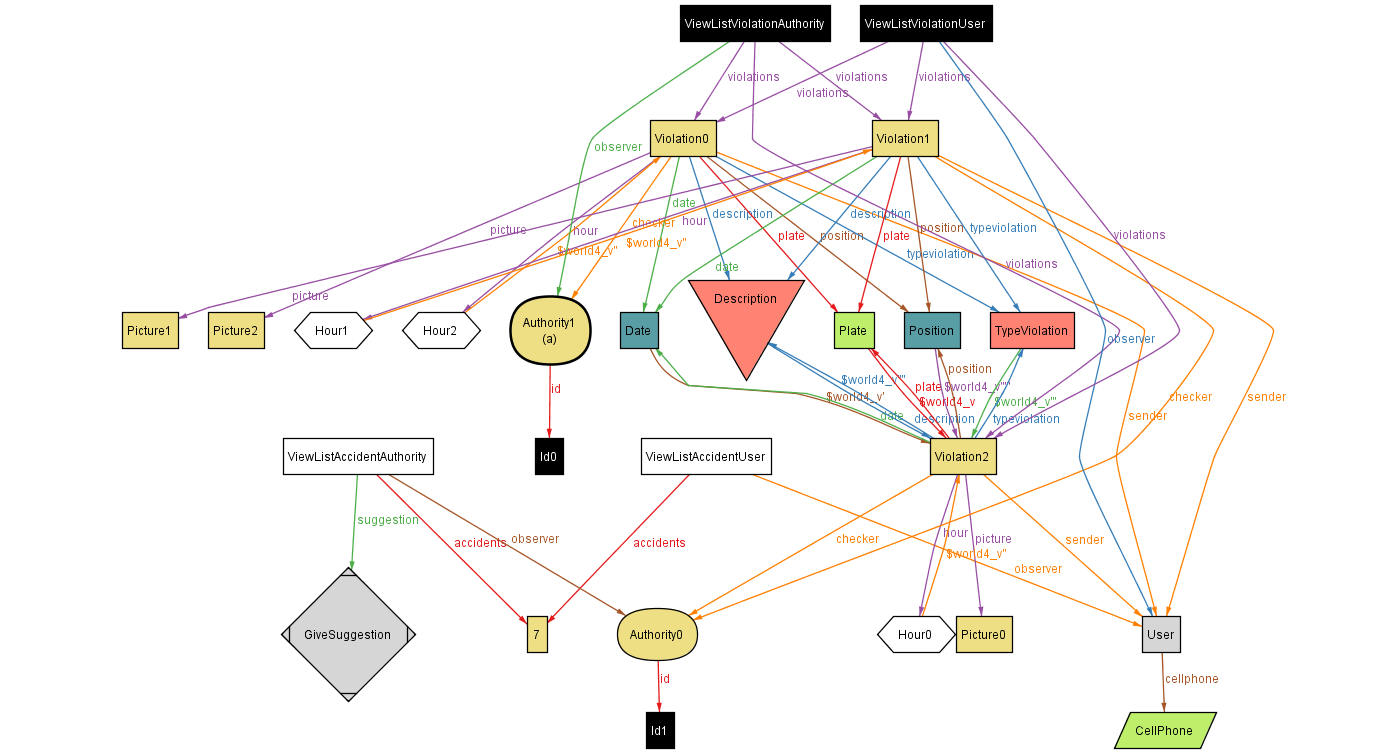 ViewListViolationAuthority
ViewListViolationUser
violations
violations
violations
violations
observer
Violation0
Violation1
date
hour
description
description
picture
hour
checker
$world4_v"
$world4_v"
plate
position
plate
position
typeviolation
typeviolation
violations
violations
date
picture
Picture1
Picture2
Hour1
Hour2
Authority1
(a)
Date
Description
Plate
Position
TypeViolation
observer
id
position
$world4_v'''
$world4_v'
plate
$world4_v''''
$world4_v
$world4_v'''
date
description
typeviolation
checker
sender
sender
ViewListAccidentAuthority
Id0
ViewListAccidentUser
Violation2
suggestion
accidents
observer
accidents
checker
hour
picture
$world4_v"
sender
observer
GiveSuggestion
7
Authority0
Hour0
Picture0
User
id
cellphone
Id1
CellPhone